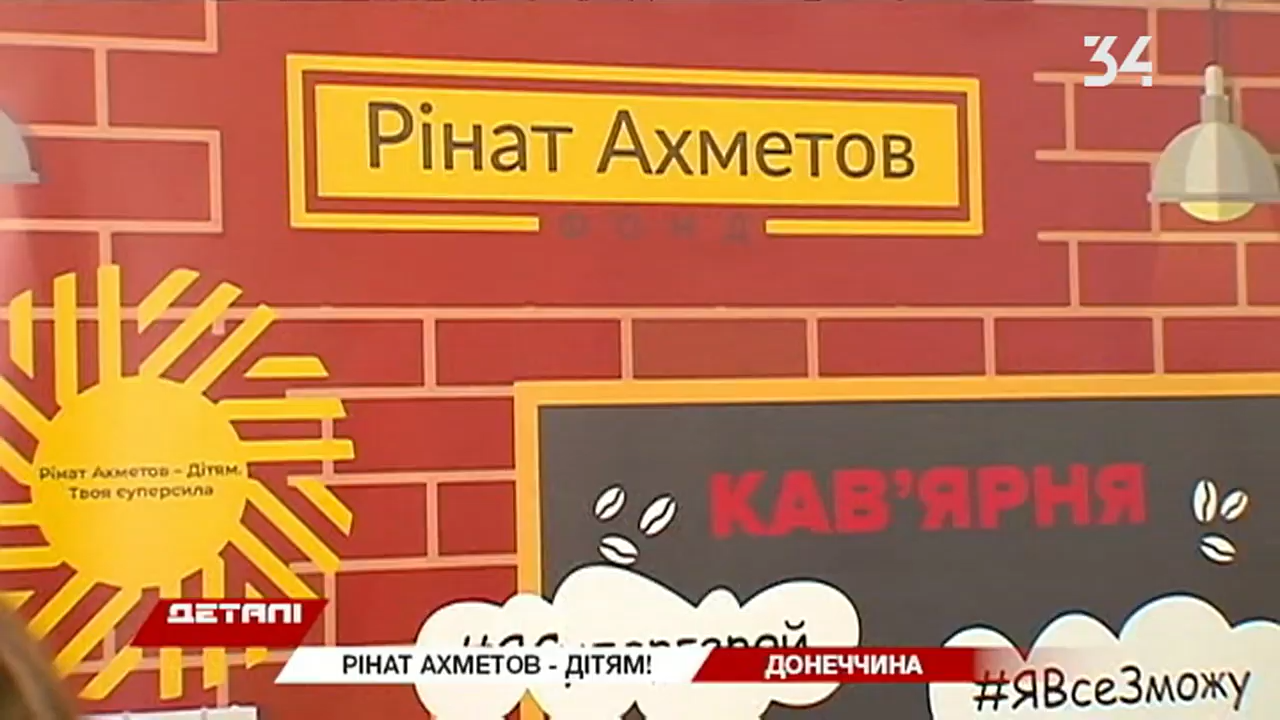 34
Рінат Ахметов
ФОНД
Рінат Ахметов – Дітям.
Твоя суперсила
КАВ'ЯРНЯ
ДЕТАЛІ
РІНАТ АХМЕТОВ - ДІТЯМ!
ДОНЕЧЧИНА
#ЯВсеЗможу